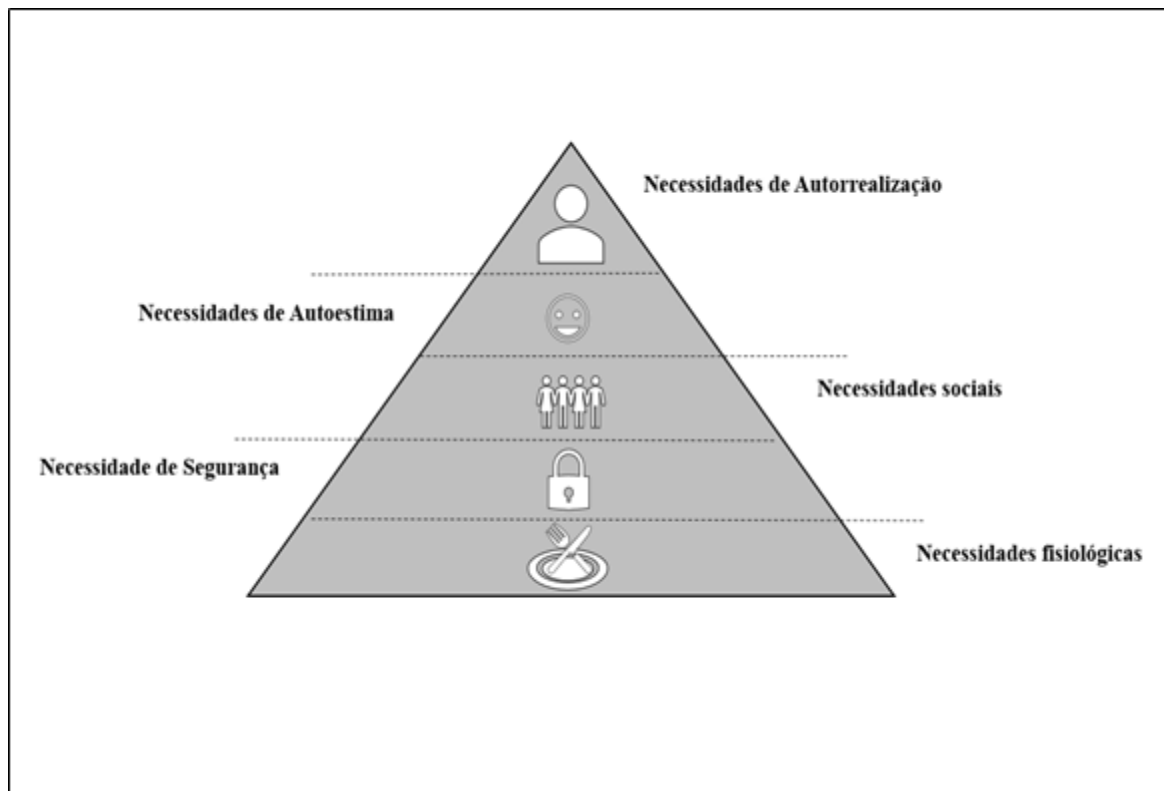 Necessidades de Autorrealização
Necessidades de Autoestima
Necessidades sociais
Necessidade de Segurança
Necessidades fisiológicas